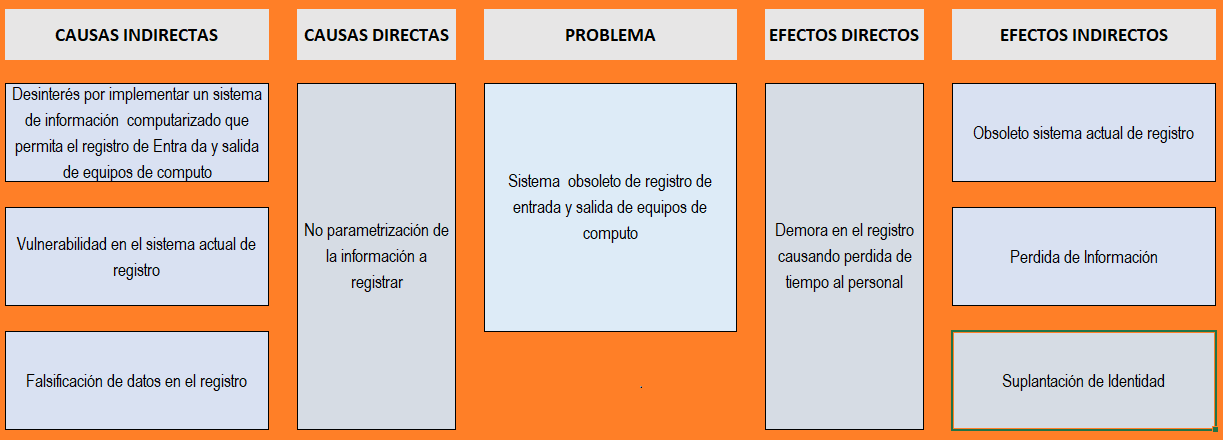 CAUSAS INDIRECTAS
CAUSAS DIRECTAS
PROBLEMA
EFECTOS DIRECTOS
EFECTOS INDIRECTOS
Desinterés por implementar un sistema
de información computarizado que
permita el registro de Entra da y salida
de equipos de computo
Vulnerabilidad en el sistema actual de
registro
Falsificación de datos en el registro
No parametrización de
la información a
registrar
Sistema obsoleto de registro de
entrada y salida de equipos de
computo
.
Demora en el registro
causando perdida de
tiempo al personal
Obsoleto sistema actual de registro
Perdida de Información
Suplantación de Identidad